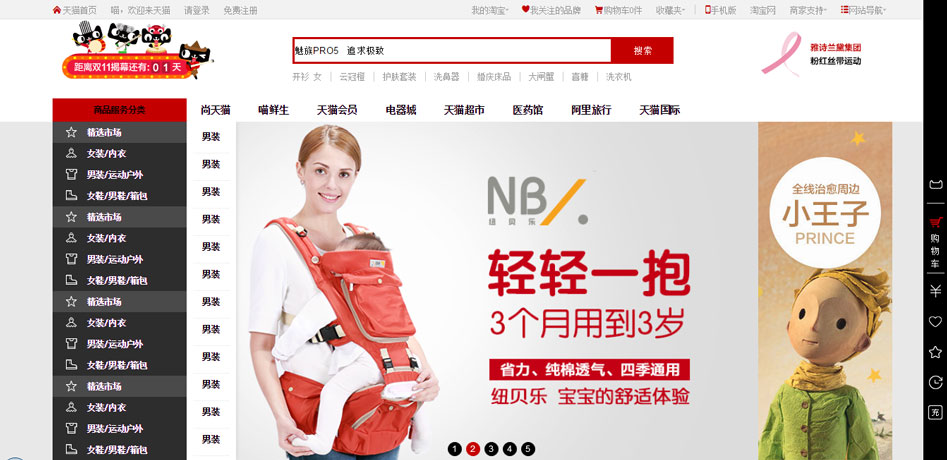 天猫首页 喵，欢迎来天猫 请登录 免费注册 我的淘宝 我关注的品牌 购物车0件 收藏夹 手机版 淘宝网 商家支持 网站导航
距离双11揭幕还有: 0 1 天
魅族PRO5 追求极致 搜索
开衫 女 云冠橙 护肤套装 洗鼻器 婚庆床品 大闸蟹 喜糖 洗衣机
雅诗兰黛集团
粉红丝带运动
商品服务分类 尚天猫 喵鲜生 天猫会员 电器城 天猫超市 医药馆 阿里旅行 天猫国际
精选市场
女装/内衣
男装/运动户外
女鞋/男鞋/箱包
精选市场
女装/内衣
男装/运动户外
女鞋/男鞋/箱包
精选市场
女装/内衣
男装/运动户外
女鞋/男鞋/箱包
精选市场
女装/内衣
男装/运动户外
女鞋/男鞋/箱包
男装
男装
男装
男装
男装
男装
男装
男装
男装
男装
男装
男装
NB
纽贝乐
轻轻一抱
3个月用到3岁
省力、纯棉透气、四季通用
纽贝乐 宝宝的舒适体验
1 2 3 4 5
全线治愈周边
小王子
PRINCE
购物车
充